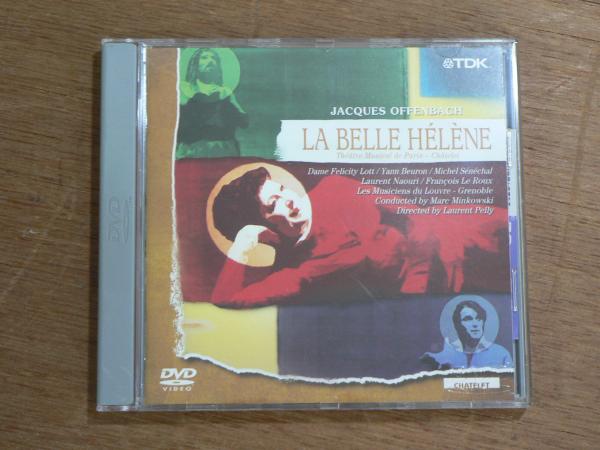 TDK
JACQUES OFFENBACH
LA BELLE HÉLÈNE
Théâtre Musical de Paris - Châtelet
Dame Felicity Lott / Yann Beuron / Michel Sénéchal
Laurent Naouri / François Le Roux
Les Musiciens du Louvre - Grenoble
Conducted by Marc Minkowski
Directed by Laurent Pelly
DVD
DVD
VIDEO
CHATELET